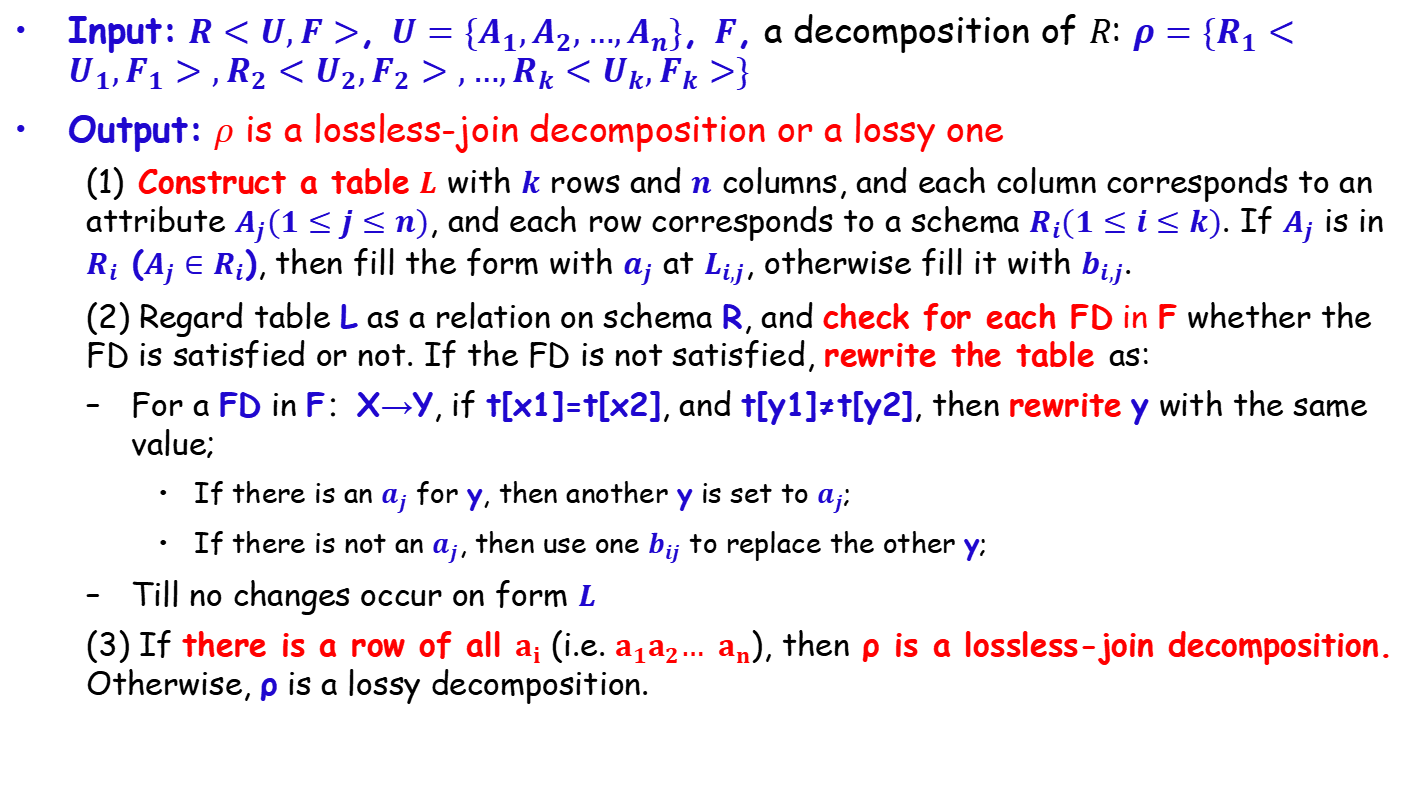 • Input: R < U, F >, U = {A₁, A₂, …, Aₙ}, F, a decomposition of R: ρ = {R₁ <
U₁, F₁ > , R₂ < U₂, F₂ > , …, Rₖ < Uₖ, Fₖ >}
• Output: ρ is a lossless-join decomposition or a lossy one
(1) Construct a table L with k rows and n columns, and each column corresponds to an
attribute Aⱼ(1 ≤ j ≤ n), and each row corresponds to a schema Rᵢ(1 ≤ i ≤ k). If Aⱼ is in
Rᵢ (Aⱼ ∈ Rᵢ), then fill the form with aⱼ at Lᵢ,ⱼ, otherwise fill it with bᵢ,ⱼ.
(2) Regard table L as a relation on schema R, and check for each FD in F whether the
FD is satisfied or not. If the FD is not satisfied, rewrite the table as:
– For a FD in F: X→Y, if t[x1]=t[x2], and t[y1]≠t[y2], then rewrite y with the same
value;
• If there is an aⱼ for y, then another y is set to aⱼ;
• If there is not an aⱼ, then use one bᵢⱼ to replace the other y;
– Till no changes occur on form L
(3) If there is a row of all aᵢ (i.e. a₁a₂… aₙ), then ρ is a lossless-join decomposition.
Otherwise, ρ is a lossy decomposition.